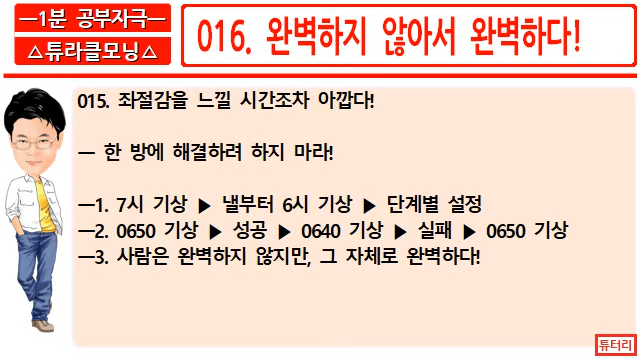 ―1분 공부자극―
△튜라클모닝△
016. 완벽하지 않아서 완벽하다!
015. 좌절감을 느낄 시간조차 아깝다!
― 한 방에 해결하려 하지 마라!
―1. 7시 기상 ▶ 낼부터 6시 기상 ▶ 단계별 설정
―2. 0650 기상 ▶ 성공 ▶ 0640 기상 ▶ 실패 ▶ 0650 기상
―3. 사람은 완벽하지 않지만, 그 자체로 완벽하다!
튜터리